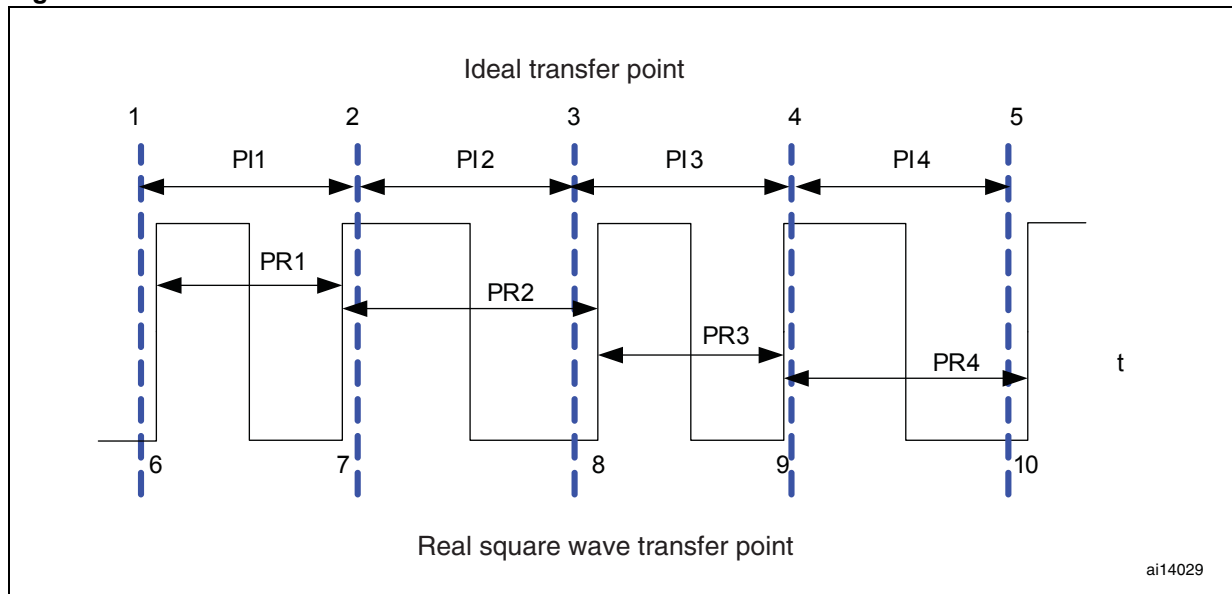 Ideal transfer point
1 2 3 4 5
PI1 PI2 PI3 PI4
PR1
PR2
PR3
PR4
t
6 7 8 9 10
Real square wave transfer point
ai14029